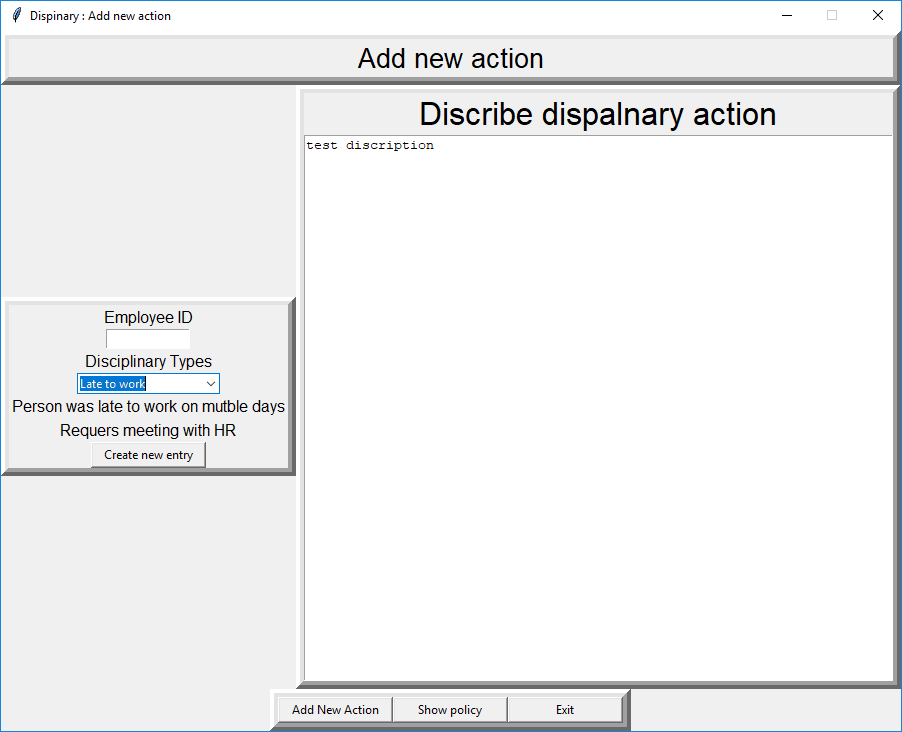 Dispinary : Add new action
Add new action
Discribe dispalnary action
test discription
Employee ID
Disciplinary Types
Late to work
Person was late to work on mutble days
Requers meeting with HR
Create new entry
Add New Action
Show policy
Exit